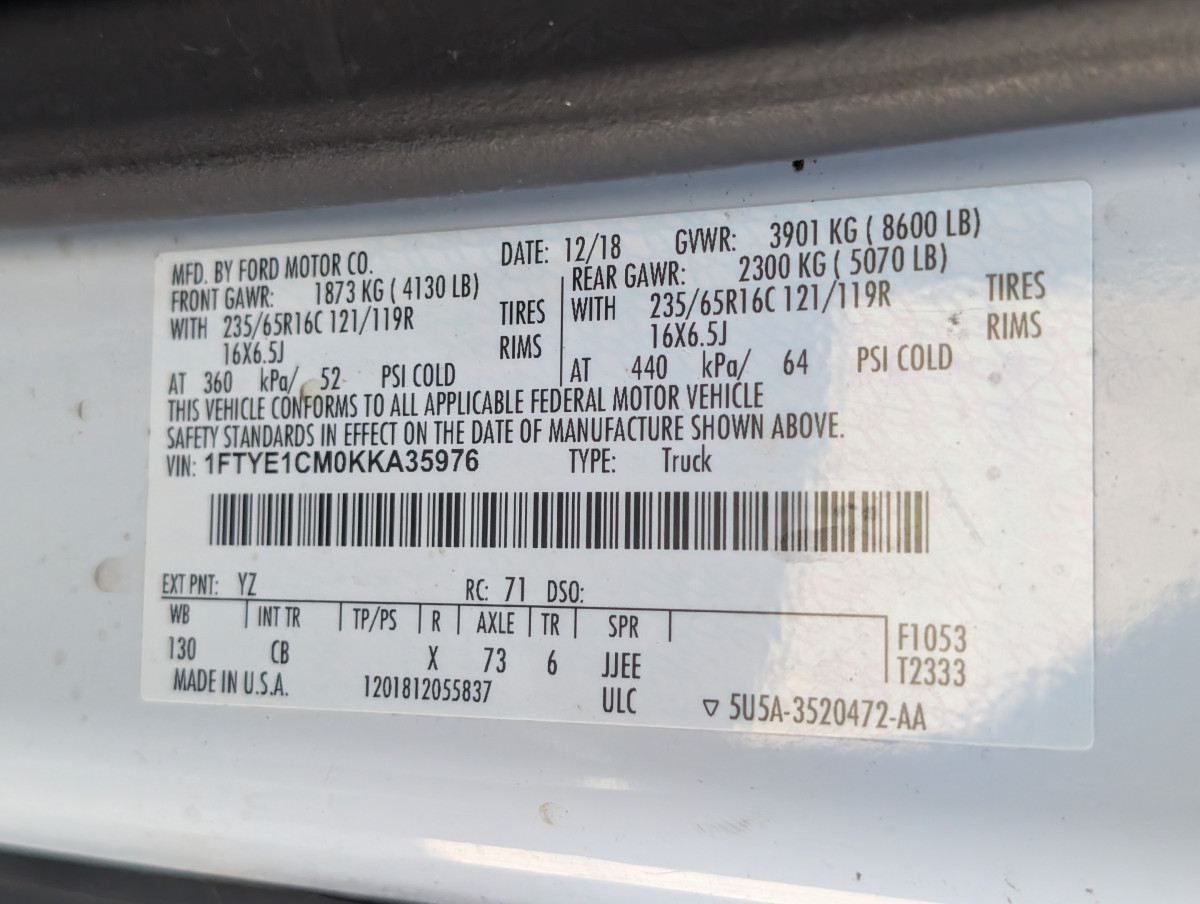 MFD. BY FORD MOTOR CO. DATE: 12/18 GVWR: 3901 KG ( 8600 LB)
FRONT GAWR: 1873 KG ( 4130 LB) REAR GAWR: 2300 KG ( 5070 LB)
WITH 235/65R16C 121/119R TIRES WITH 235/65R16C 121/119R TIRES
16X6.5J RIMS 16X6.5J RIMS
AT 360 kPa/ 52 PSI COLD AT 440 kPa/ 64 PSI COLD
THIS VEHICLE CONFORMS TO ALL APPLICABLE FEDERAL MOTOR VEHICLE
SAFETY STANDARDS IN EFFECT ON THE DATE OF MANUFACTURE SHOWN ABOVE.
VIN: 1FTYE1CM0KKA35976 TYPE: Truck
EXT PNT: YZ RC: 71 DSO:
WB INT TR TP/PS R AXLE TR SPR F1053
130 CB X 73 6 JJEE T2333
MADE IN U.S.A. 1201812055837 ULC ▽ 5U5A-3520472-AA